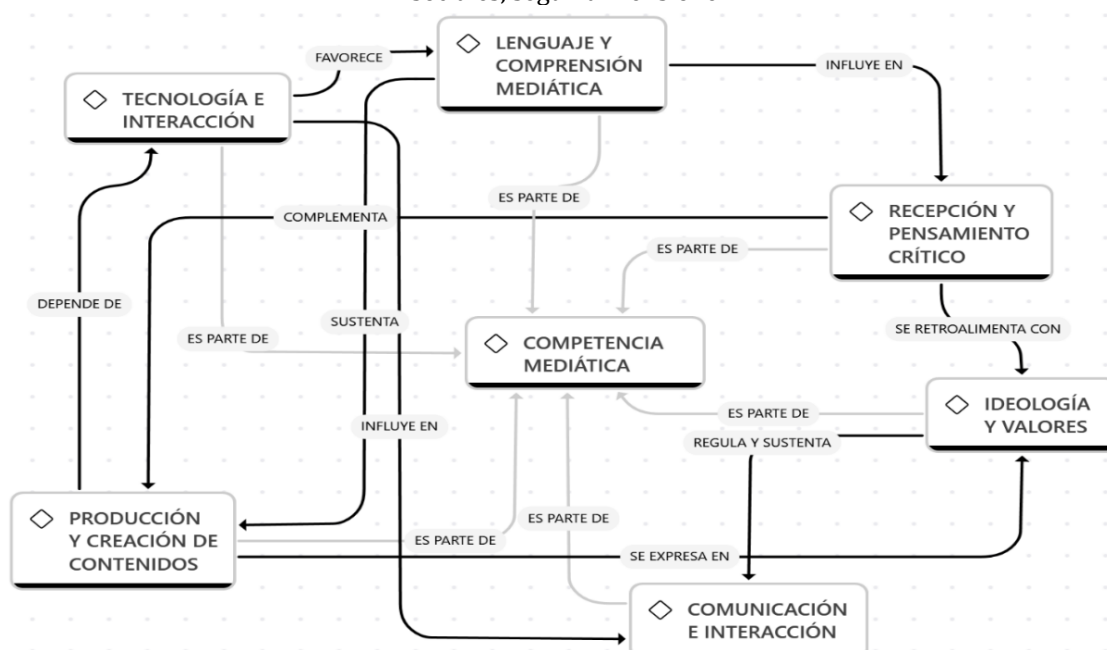 FAVORECE
LENGUAJE Y
COMPRENSIÓN
MEDIÁTICA
INFLUYE EN
TECNOLOGÍA E
INTERACCIÓN
ES PARTE DE
COMPLEMENTA
RECEPCIÓN Y
PENSAMIENTO
CRÍTICO
ES PARTE DE
DEPENDE DE
SUSTENTA
ES PARTE DE
SE RETROALIMENTA CON
COMPETENCIA
MEDIÁTICA
IDEOLOGÍA
Y VALORES
ES PARTE DE
INFLUYE EN
REGULA Y SUSTENTA
PRODUCCIÓN
Y CREACIÓN DE
CONTENIDOS
ES PARTE DE
ES PARTE DE
SE EXPRESA EN
COMUNICACIÓN
E INTERACCIÓN